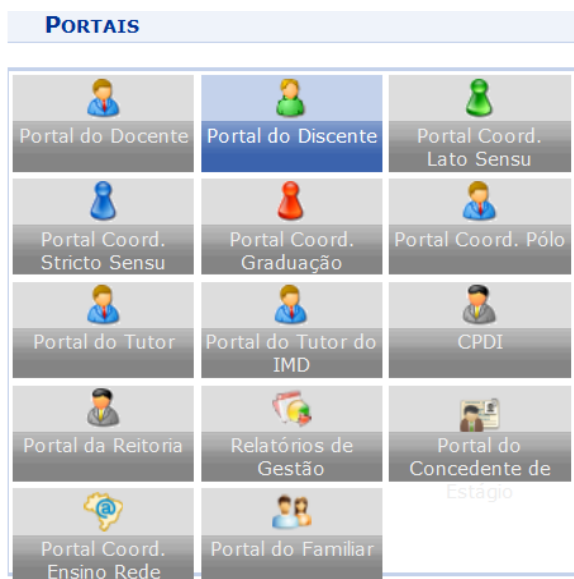 PORTAIS
Portal do Docente
Portal do Discente
Portal Coord.
Lato Sensu
Portal Coord.
Stricto Sensu
Portal Coord.
Graduação
Portal Coord. Pólo
Portal do Tutor
Portal do Tutor do
IMD
CPDI
Portal da Reitoria
Relatórios de
Gestão
Portal do
Concedente de
Estágio
Portal Coord.
Ensino Rede
Portal do Familiar